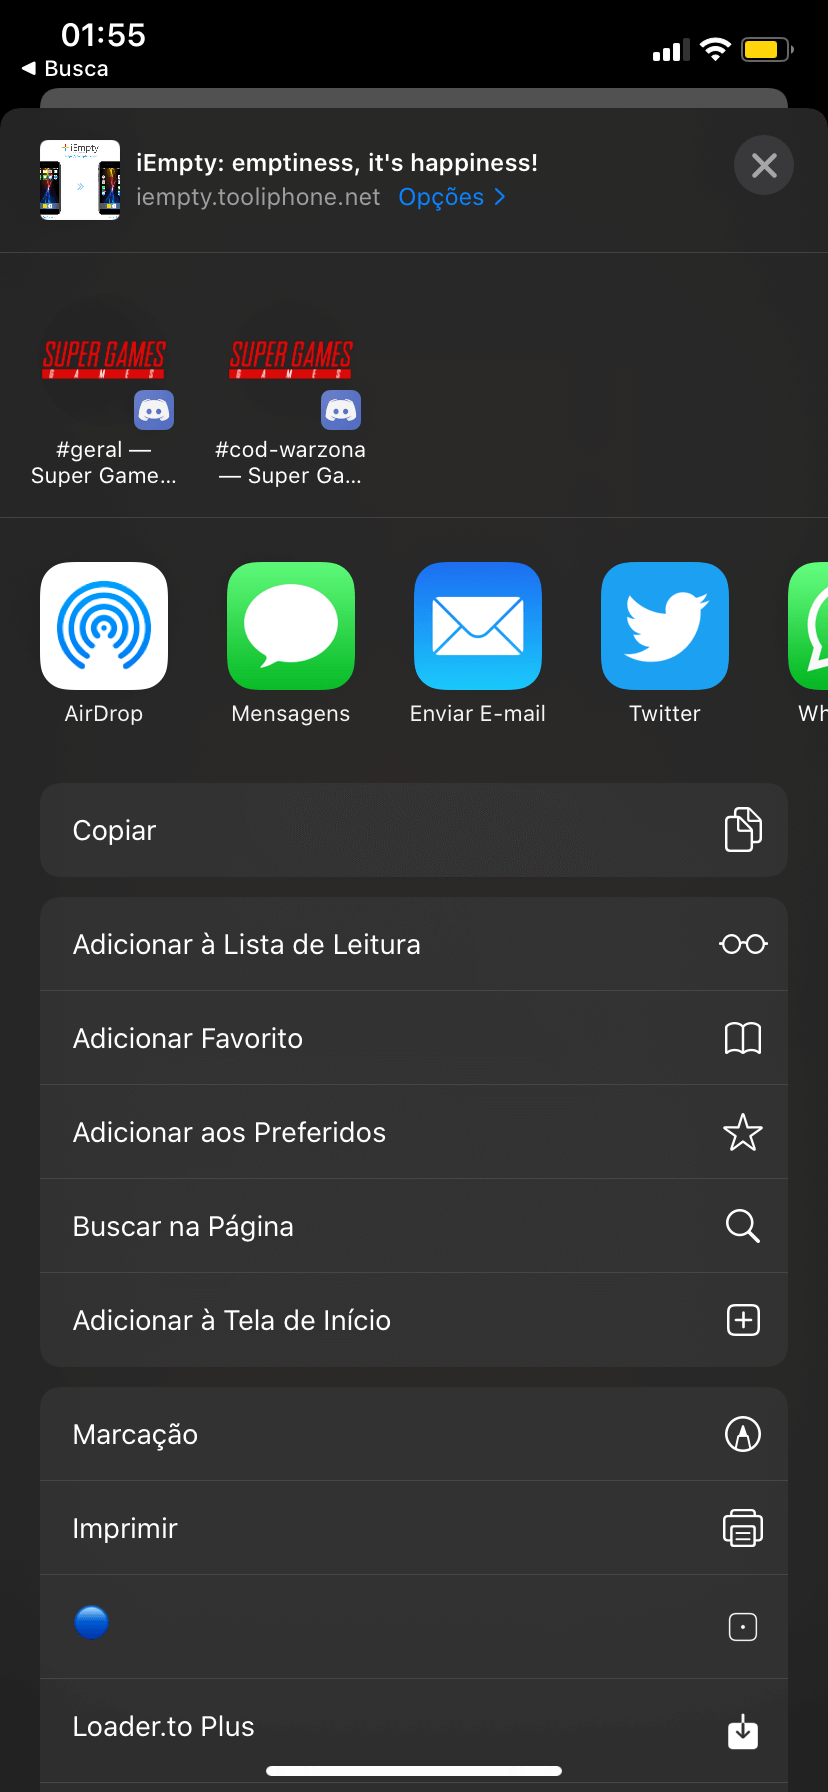 01:55
Busca
iEmpty
iEmpty: emptiness, it's happiness!
iempty.tooliphone.net Opções
SUPER GAMES
GAMES
SUPER GAMES
GAMES
#geral —
Super Game...
#cod-warzona
— Super Ga...
AirDrop
Mensagens
Enviar E-mail
Twitter
Wh
Copiar
Adicionar à Lista de Leitura
Adicionar Favorito
Adicionar aos Preferidos
Buscar na Página
Adicionar à Tela de Início
Marcação
Imprimir
Loader.to Plus